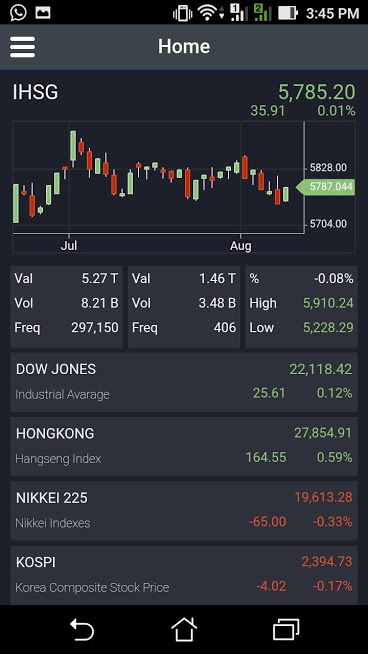 1 2 3:45 PM
Home
IHSG 5,785.20
35.91 0.01%
5828.00
5787.044
5704.00
Jul Aug
Val 5.27 T Val 1.46 T % -0.08%
Vol 8.21 B Vol 3.48 B High 5,910.24
Freq 297,150 Freq 406 Low 5,228.29
DOW JONES 22,118.42
Industrial Avarage 25.61 0.12%
HONGKONG 27,854.91
Hangseng Index 164.55 0.59%
NIKKEI 225 19,613.28
Nikkei Indexes -65.00 -0.33%
KOSPI 2,394.73
Korea Composite Stock Price -4.02 -0.17%